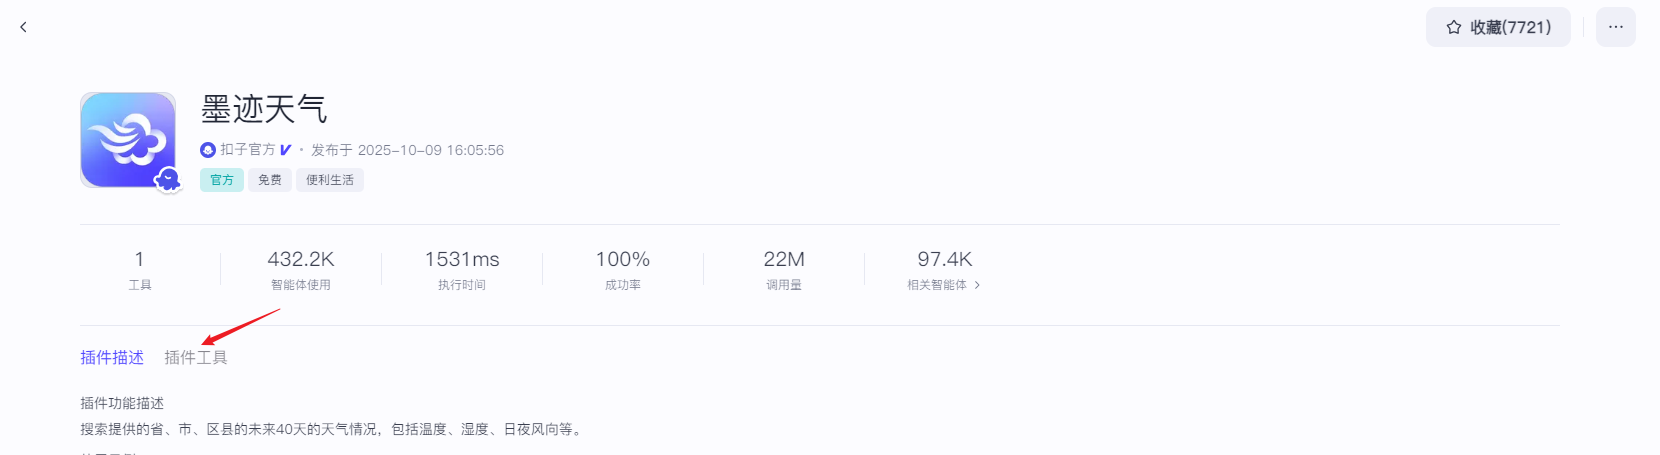 收藏(7721)
墨迹天气
扣子官方 · 发布于 2025-10-09 16:05:56
官方 免费 便利生活
1 432.2K 1531ms 100% 22M 97.4K
工具 智能体使用 执行时间 成功率 调用量 相关智能体
插件描述 插件工具
插件功能描述
搜索提供的省、市、区县的未来40天的天气情况，包括温度、湿度、日夜风向等。